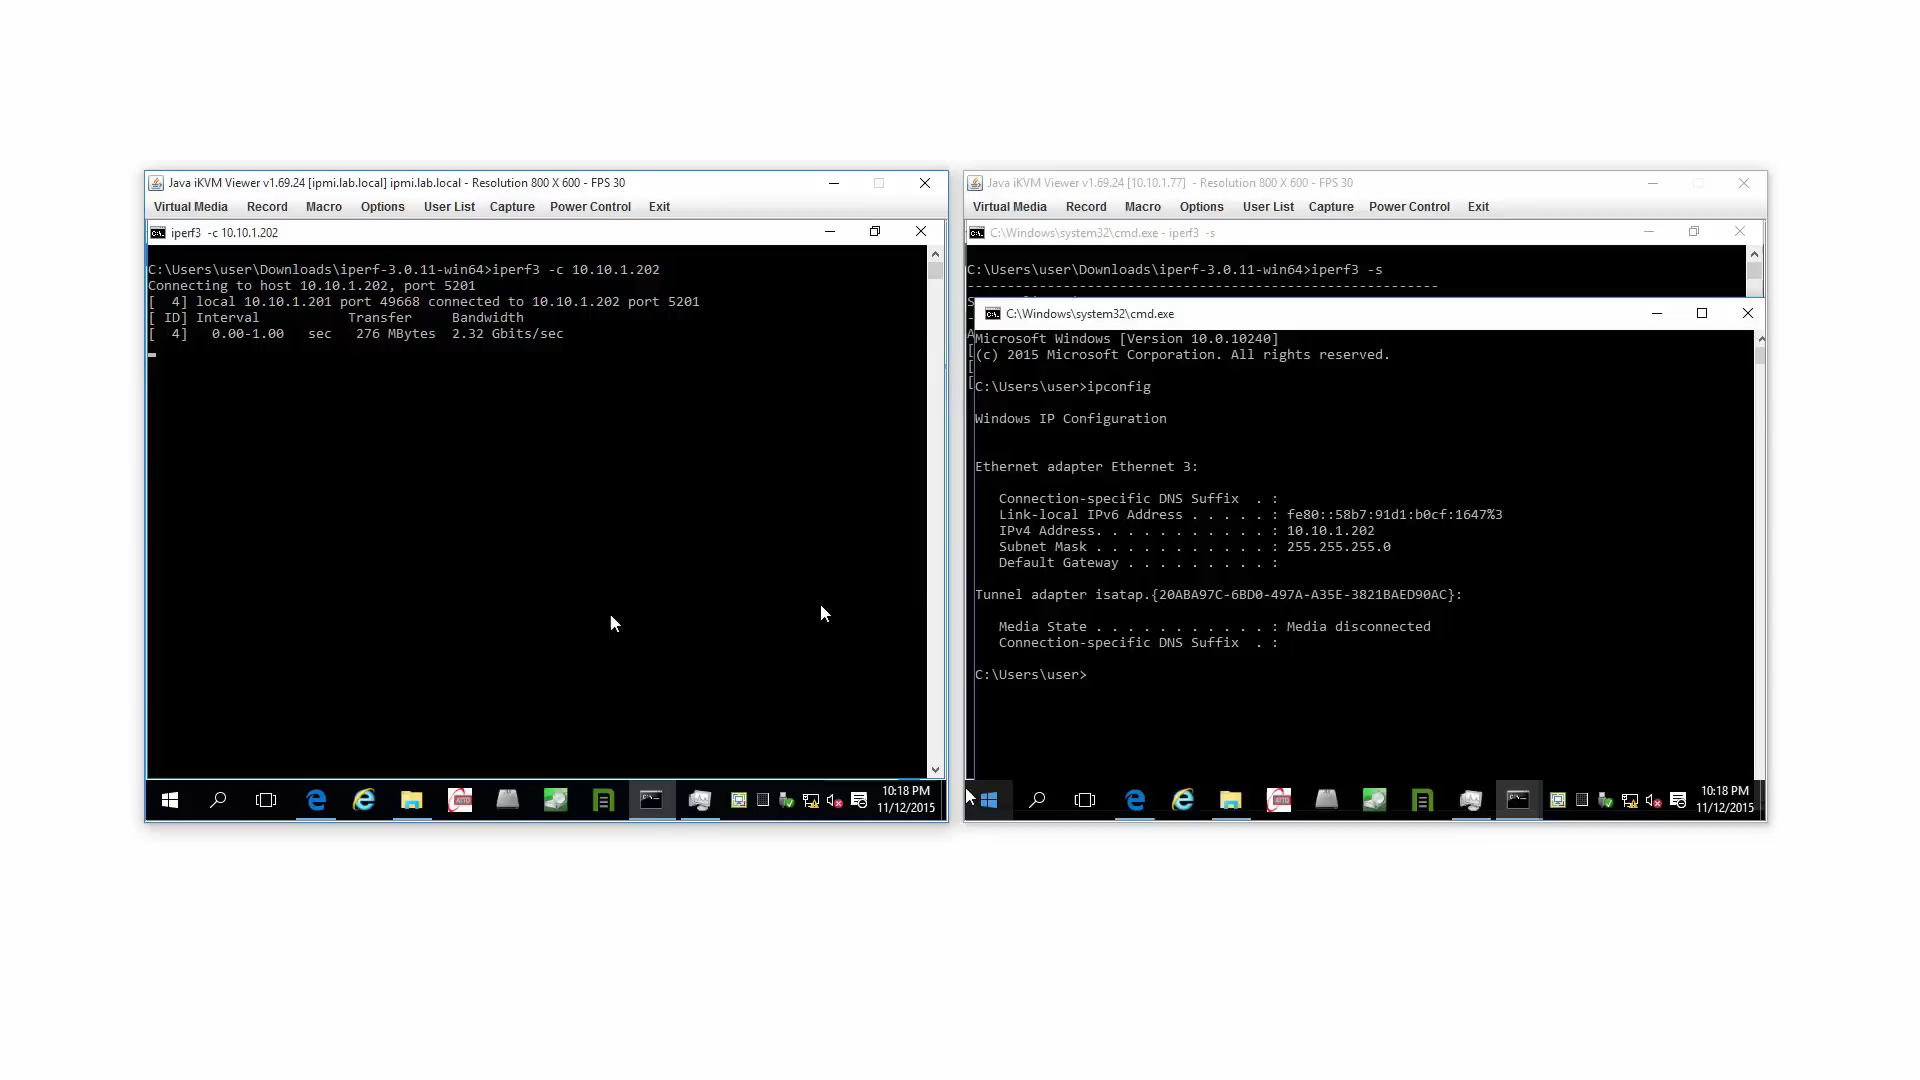 Java iKVM Viewer v1.69.24 [ipmi.lab.local] ipmi.lab.local - Resolution 800 X 600 - FPS 30
Virtual Media Record Macro Options User List Capture Power Control Exit
iperf3 -c 10.10.1.202
C:\Users\user\Downloads\iperf-3.0.11-win64>iperf3 -c 10.10.1.202
Connecting to host 10.10.1.202, port 5201
[  4] local 10.10.1.201 port 49668 connected to 10.10.1.202 port 5201
[ ID] Interval           Transfer     Bandwidth
[  4]   0.00-1.00   sec   276 MBytes  2.32 Gbits/sec
10:18 PM
11/12/2015
Java iKVM Viewer v1.69.24 [10.10.1.77] - Resolution 800 X 600 - FPS 30
Virtual Media Record Macro Options User List Capture Power Control Exit
C:\Windows\system32\cmd.exe - iperf3 -s
C:\Users\user\Downloads\iperf-3.0.11-win64>iperf3 -s
-----------------------------------------------------------
C:\Windows\system32\cmd.exe
Microsoft Windows [Version 10.0.10240]
(c) 2015 Microsoft Corporation. All rights reserved.
C:\Users\user>ipconfig
Windows IP Configuration
Ethernet adapter Ethernet 3:
   Connection-specific DNS Suffix  . :
   Link-local IPv6 Address . . . . . : fe80::58b7:91d1:b0cf:1647%3
   IPv4 Address. . . . . . . . . . . : 10.10.1.202
   Subnet Mask . . . . . . . . . . . : 255.255.255.0
   Default Gateway . . . . . . . . . :
Tunnel adapter isatap.{20ABA97C-6BD0-497A-A35E-3821BAED90AC}:
   Media State . . . . . . . . . . . : Media disconnected
   Connection-specific DNS Suffix  . :
C:\Users\user>
10:18 PM
11/12/2015